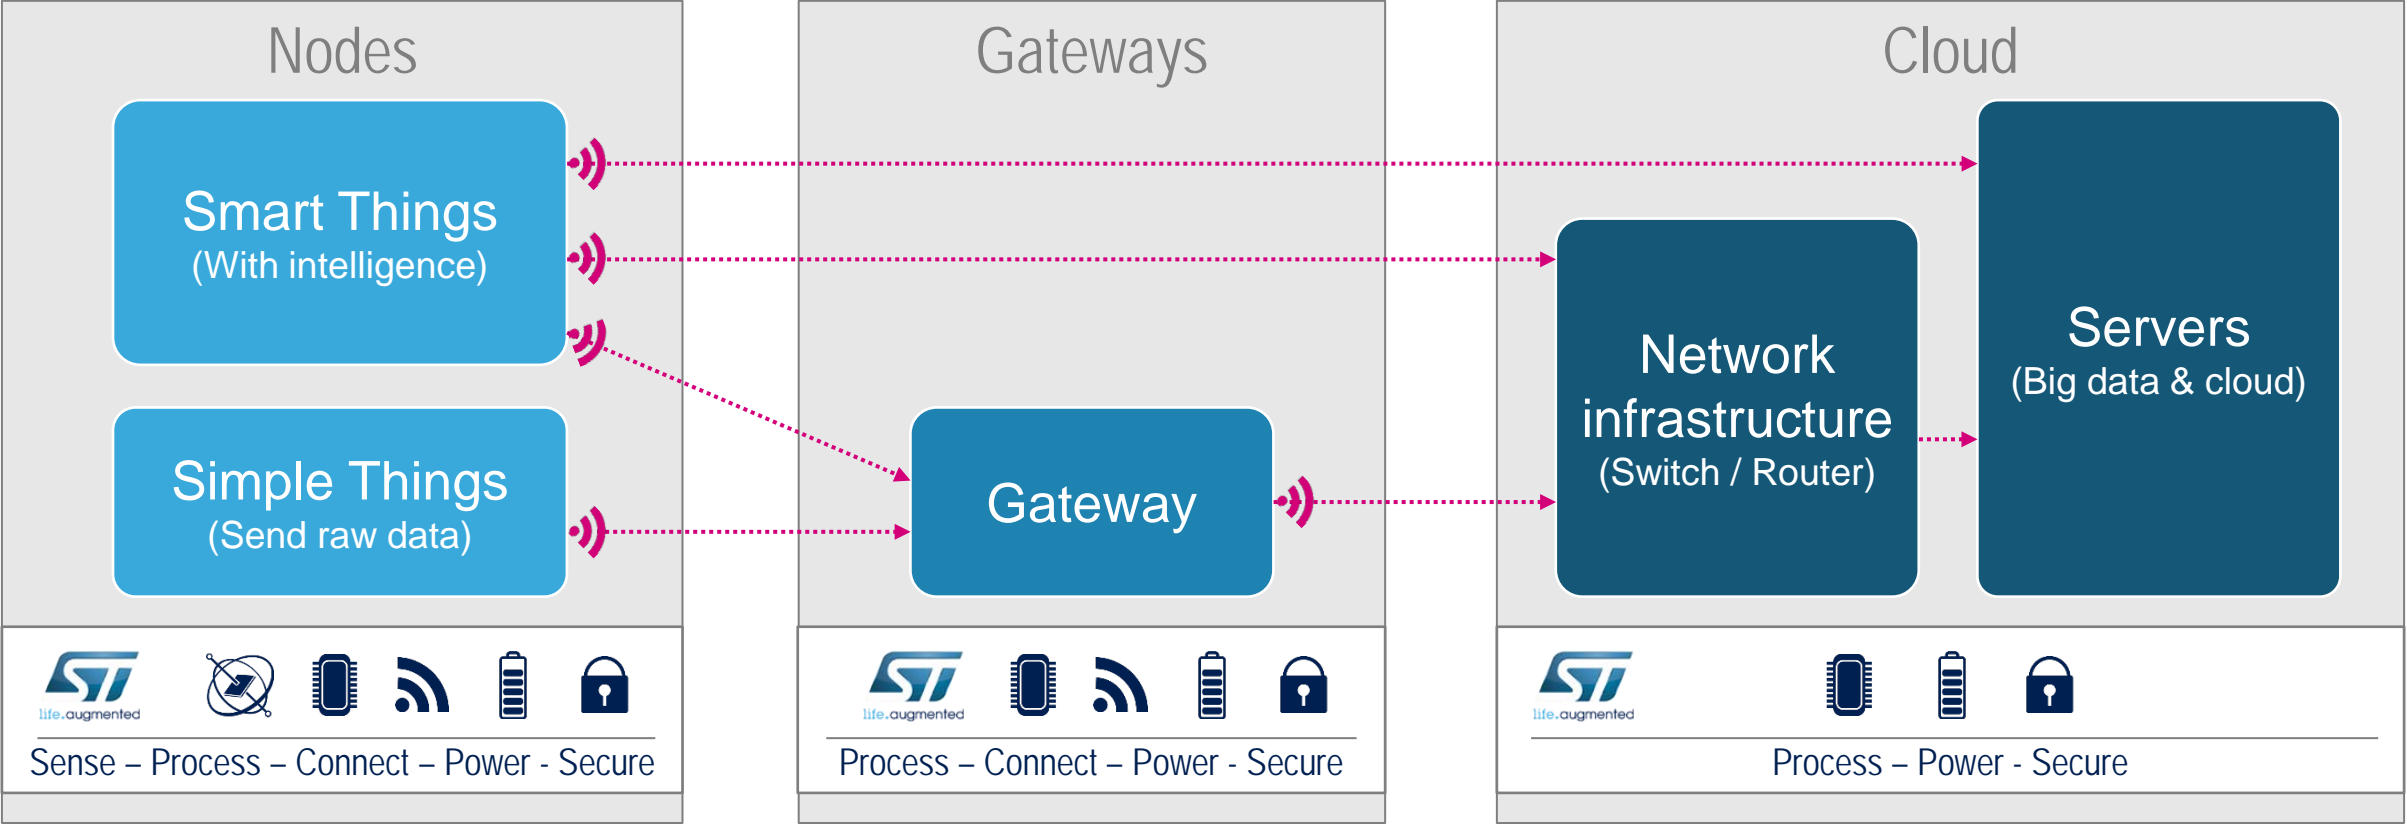 Nodes
Smart Things
(With intelligence)
Simple Things
(Send raw data)
life.augmented
Sense – Process – Connect – Power - Secure
Gateways
Gateway
life.augmented
Process – Connect – Power - Secure
Cloud
Network
infrastructure
(Switch / Router)
Servers
(Big data & cloud)
life.augmented
Process – Power - Secure